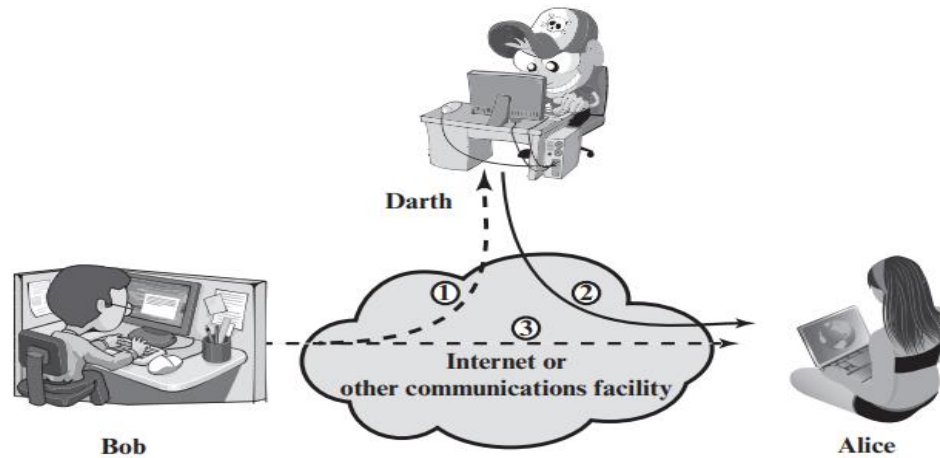 Darth
①
②
③
Internet or
other communications facility
Bob
Alice